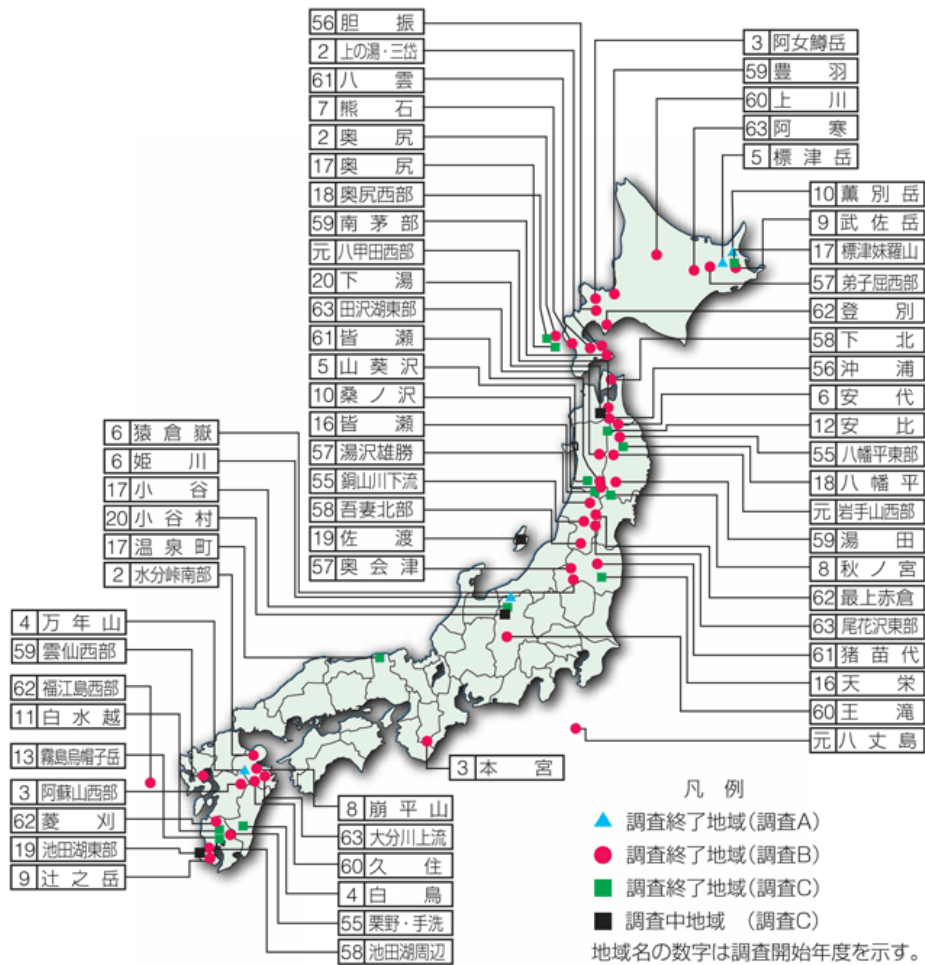 56 胆振
2 上の湯・三岱
61 八雲
7 熊石
2 奥尻
17 奥尻
18 奥尻西部
59 南茅部
元 八甲田西部
20 下湯
63 田沢湖東部
61 皆瀬
5 山葵沢
10 桑ノ沢
16 皆瀬
57 湯沢雄勝
55 銅山川下流
58 吾妻北部
19 佐渡
57 奥会津
3 阿女鱒岳
59 豊羽
60 上川
63 阿寒
5 標津岳
10 薫別岳
9 武佐岳
17 標津妹羅山
57 弟子屈西部
62 登別
58 下北
56 沖浦
6 安代
12 安比
55 八幡平東部
18 八幡平
元 岩手山西部
59 湯田
8 秋ノ宮
62 最上赤倉
63 尾花沢東部
61 猪苗代
16 天栄
60 王滝
元 八丈島
6 猿倉嶽
6 姫川
17 小谷
20 小谷村
17 温泉町
2 水分峠南部
4 万年山
59 雲仙西部
62 福江島西部
11 白水越
13 霧島烏帽子岳
3 阿蘇山西部
62 菱刈
19 池田湖東部
9 辻之岳
3 本宮
8 崩平山
63 大分川上流
60 久住
4 白鳥
55 栗野・手洗
58 池田湖周辺
凡例
調査終了地域(調査A)
調査終了地域(調査B)
調査終了地域(調査C)
調査中地域 (調査C)
地域名の数字は調査開始年度を示す。